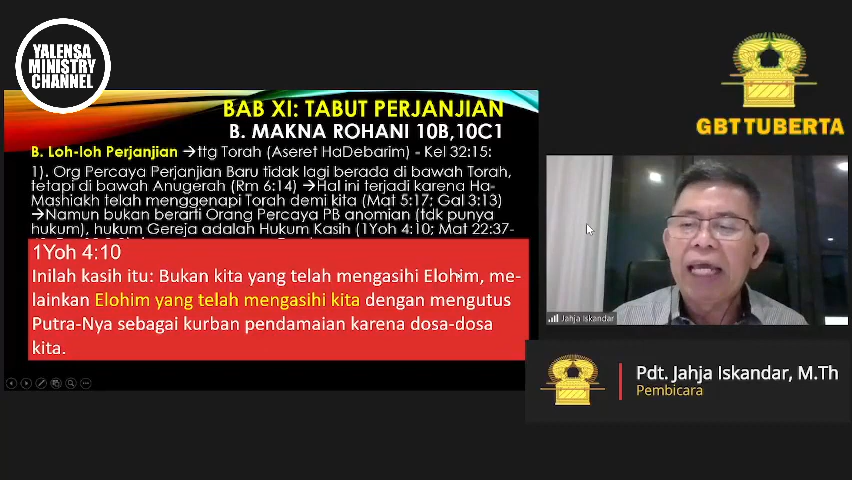 YALENSA
MINISTRY
CHANNEL
BAB XI: TABUT PERJANJIAN
B. MAKNA ROHANI 10B,10C1
B. Loh-loh Perjanjian →ttg Torah (Aseret HaDebarim) - Kel 32:15:
1). Org Percaya Perjanjian Baru tidak lagi berada di bawah Torah,
tetapi di bawah Anugerah (Rm 6:14) →Hal ini terjadi karena Ha-
Mashiakh telah menggenapi Torah demi kita (Mat 5:17; Gal 3:13)
→Namun bukan berarti Orang Percaya PB anomian (tdk punya
hukum), hukum Gereja adalah Hukum Kasih (1Yoh 4:10; Mat 22:37-
1Yoh 4:10
Inilah kasih itu: Bukan kita yang telah mengasihi Elohim, me-
lainkan Elohim yang telah mengasihi kita dengan mengutus
Putra-Nya sebagai kurban pendamaian karena dosa-dosa
kita.
GBT TUBERTA
Jahja Iskandar
Pdt. Jahja Iskandar, M.Th
Pembicara